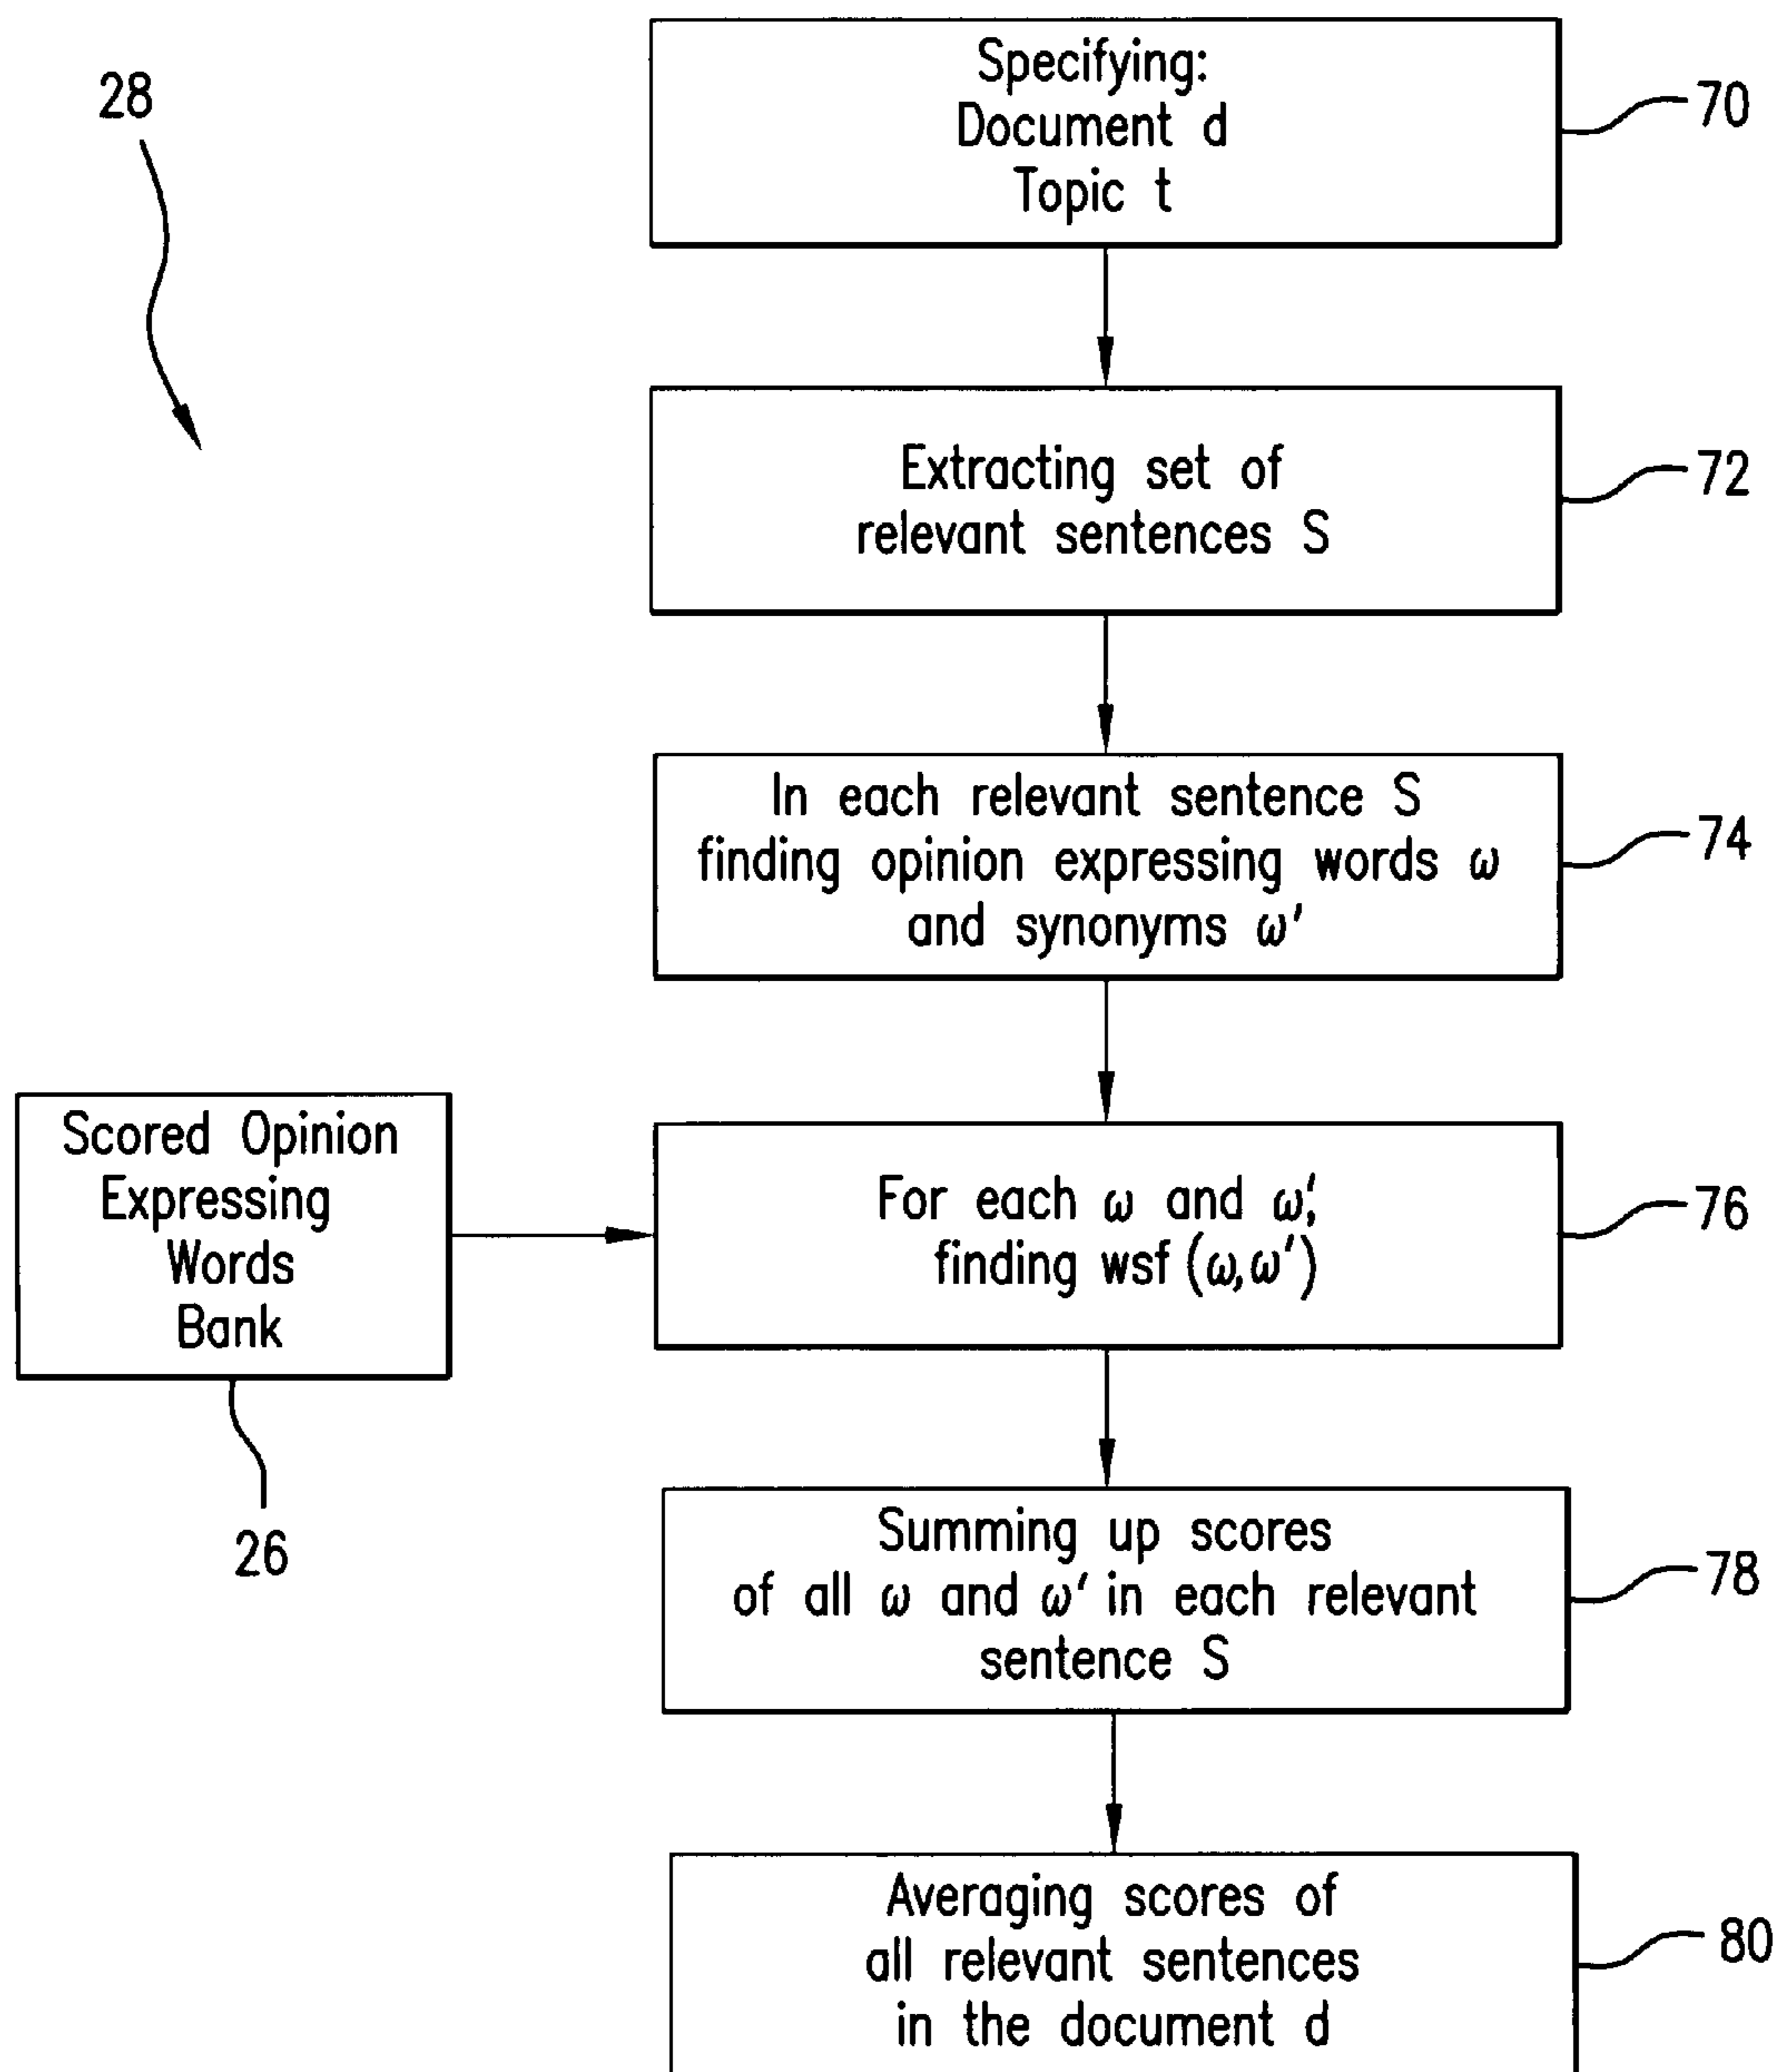 28
Specifying:
Document d
Topic t
70
Extracting set of
relevant sentences S
72
In each relevant sentence S
finding opinion expressing words ω
and synonyms ω'
74
Scored Opinion
Expressing
Words
Bank
26
For each ω and ω',
finding wsf (ω,ω')
76
Summing up scores
of all ω and ω' in each relevant
sentence S
78
Averaging scores of
all relevant sentences
in the document d
80